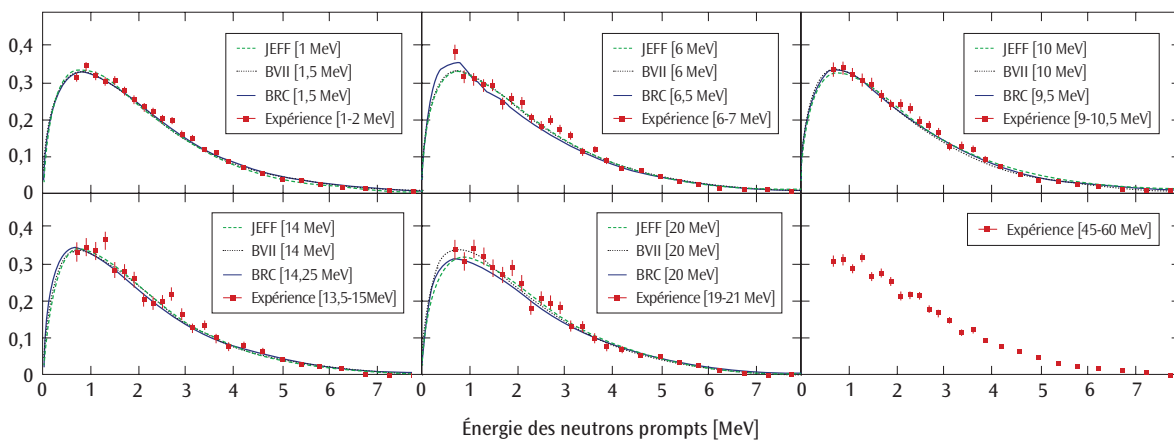 0,4
0,3
0,2
0,1
0
JEFF [1 MeV]
BVII [1,5 MeV]
BRC [1,5 MeV]
Expérience [1-2 MeV]
JEFF [6 MeV]
BVII [6 MeV]
BRC [6,5 MeV]
Expérience [6-7 MeV]
JEFF [10 MeV]
BVII [10 MeV]
BRC [9,5 MeV]
Expérience [9-10,5 MeV]
0,4
0,3
0,2
0,1
0
JEFF [14 MeV]
BVII [14 MeV]
BRC [14,25 MeV]
Expérience [13,5-15MeV]
JEFF [20 MeV]
BVII [20 MeV]
BRC [20 MeV]
Expérience [19-21 MeV]
Expérience [45-60 MeV]
0 1 2 3 4 5 6 7
0 1 2 3 4 5 6 7
0 1 2 3 4 5 6 7
Énergie des neutrons prompts [MeV]